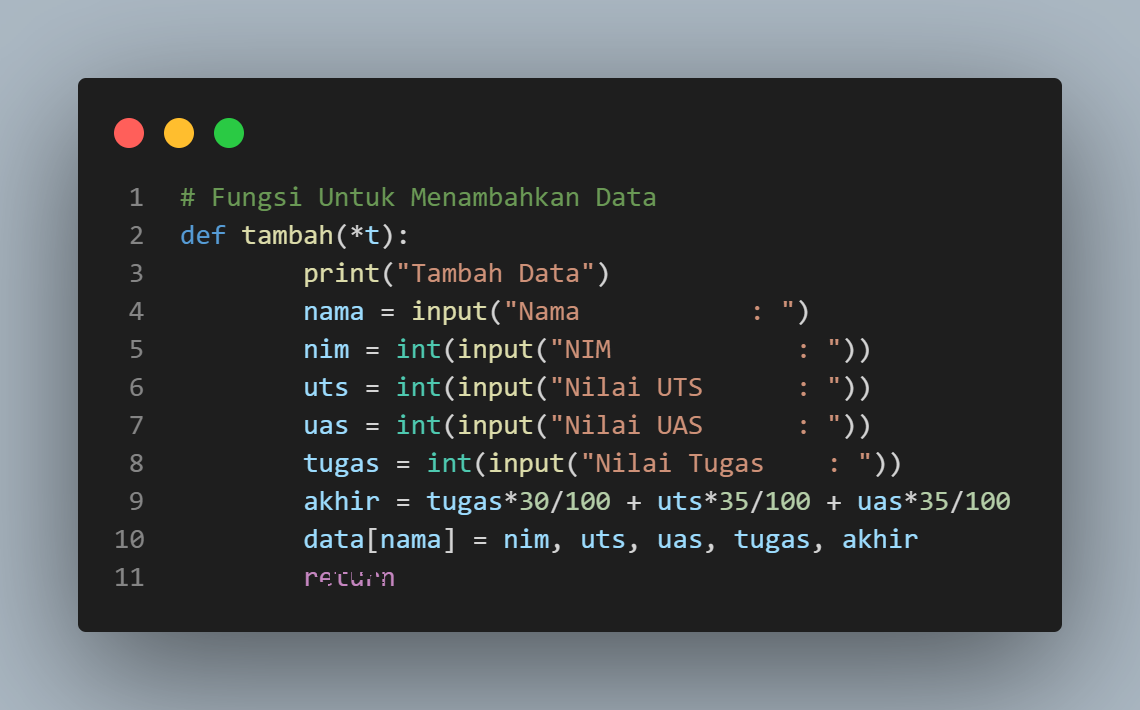 1 # Fungsi Untuk Menambahkan Data
2 def tambah(*t):
3         print("Tambah Data")
4         nama = input("Nama           : ")
5         nim = int(input("NIM            : "))
6         uts = int(input("Nilai UTS      : "))
7         uas = int(input("Nilai UAS      : "))
8         tugas = int(input("Nilai Tugas    : "))
9         akhir = tugas*30/100 + uts*35/100 + uas*35/100
10         data[nama] = nim, uts, uas, tugas, akhir
11         return